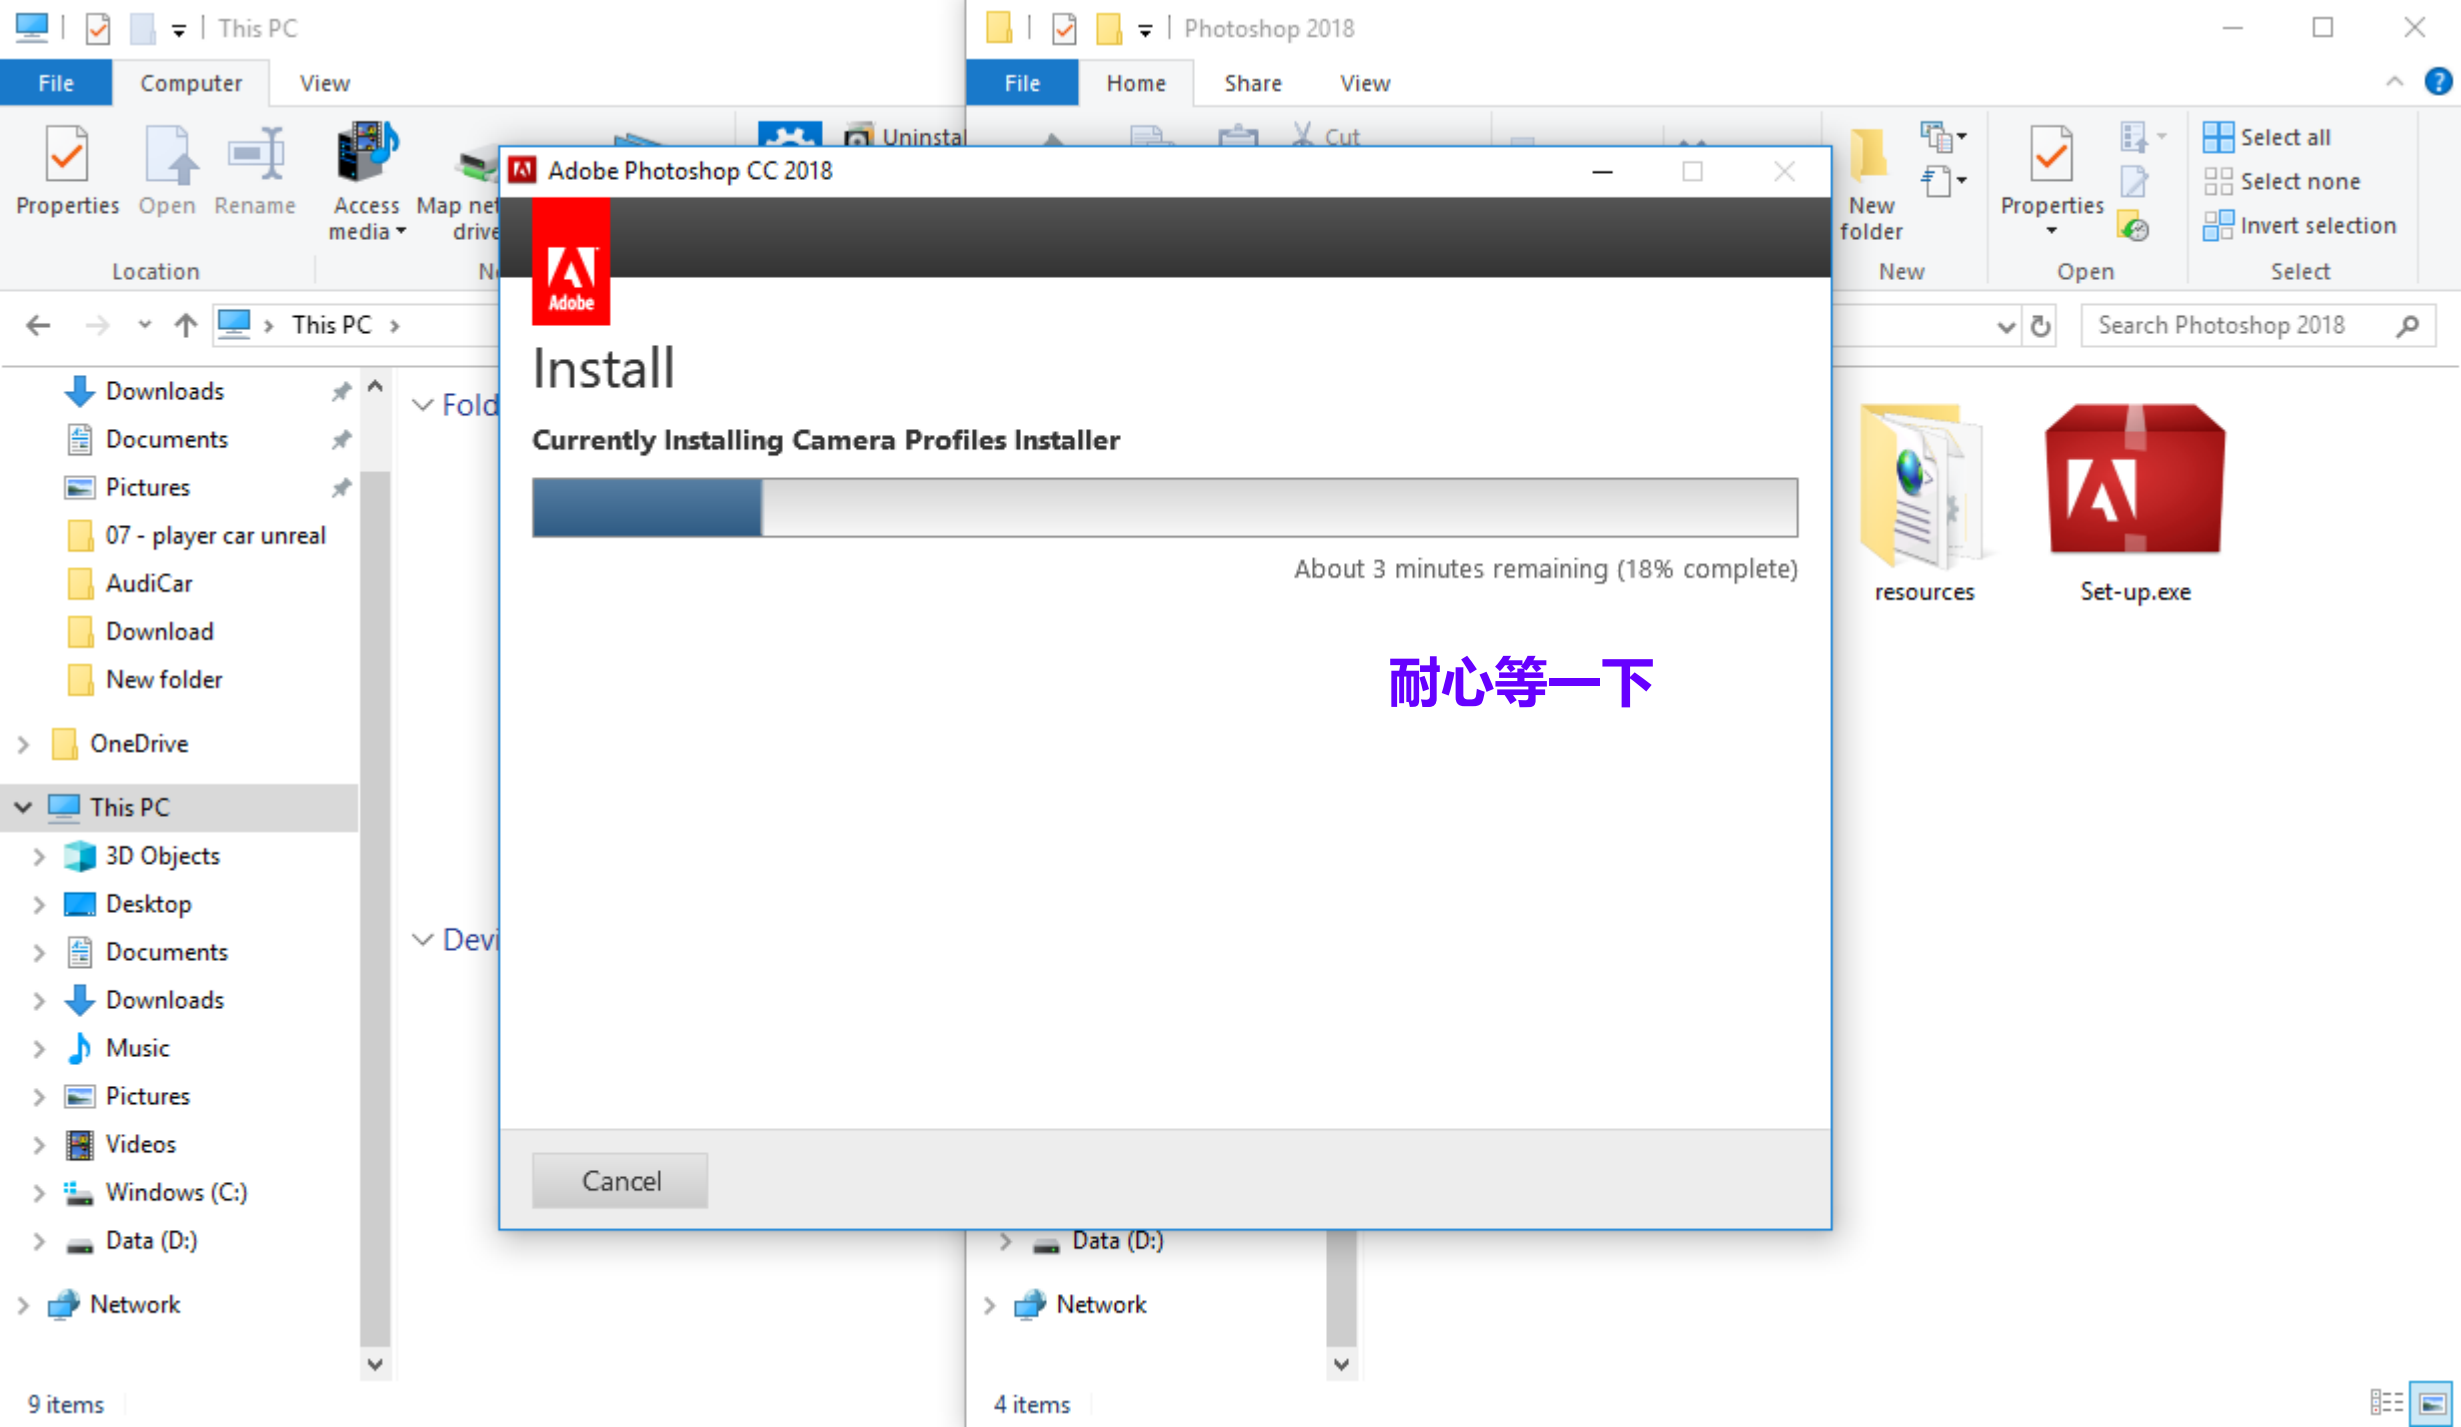 This PC
File Computer View
Uninstal
Properties Open Rename Access media Map net drive
Location
This PC
Downloads
Documents
Pictures
07 - player car unreal
AudiCar
Download
New folder
OneDrive
This PC
3D Objects
Desktop
Documents
Downloads
Music
Pictures
Videos
Windows (C:)
Data (D:)
Network
9 items
Fold
Devi
Photoshop 2018
File Home Share View
Cut
New folder
Properties
Select all
Select none
Invert selection
New Open Select
Search Photoshop 2018
resources
Set-up.exe
Data (D:)
Network
4 items
Adobe Photoshop CC 2018
Adobe
Install
Currently Installing Camera Profiles Installer
About 3 minutes remaining (18% complete)
耐心等一下
Cancel